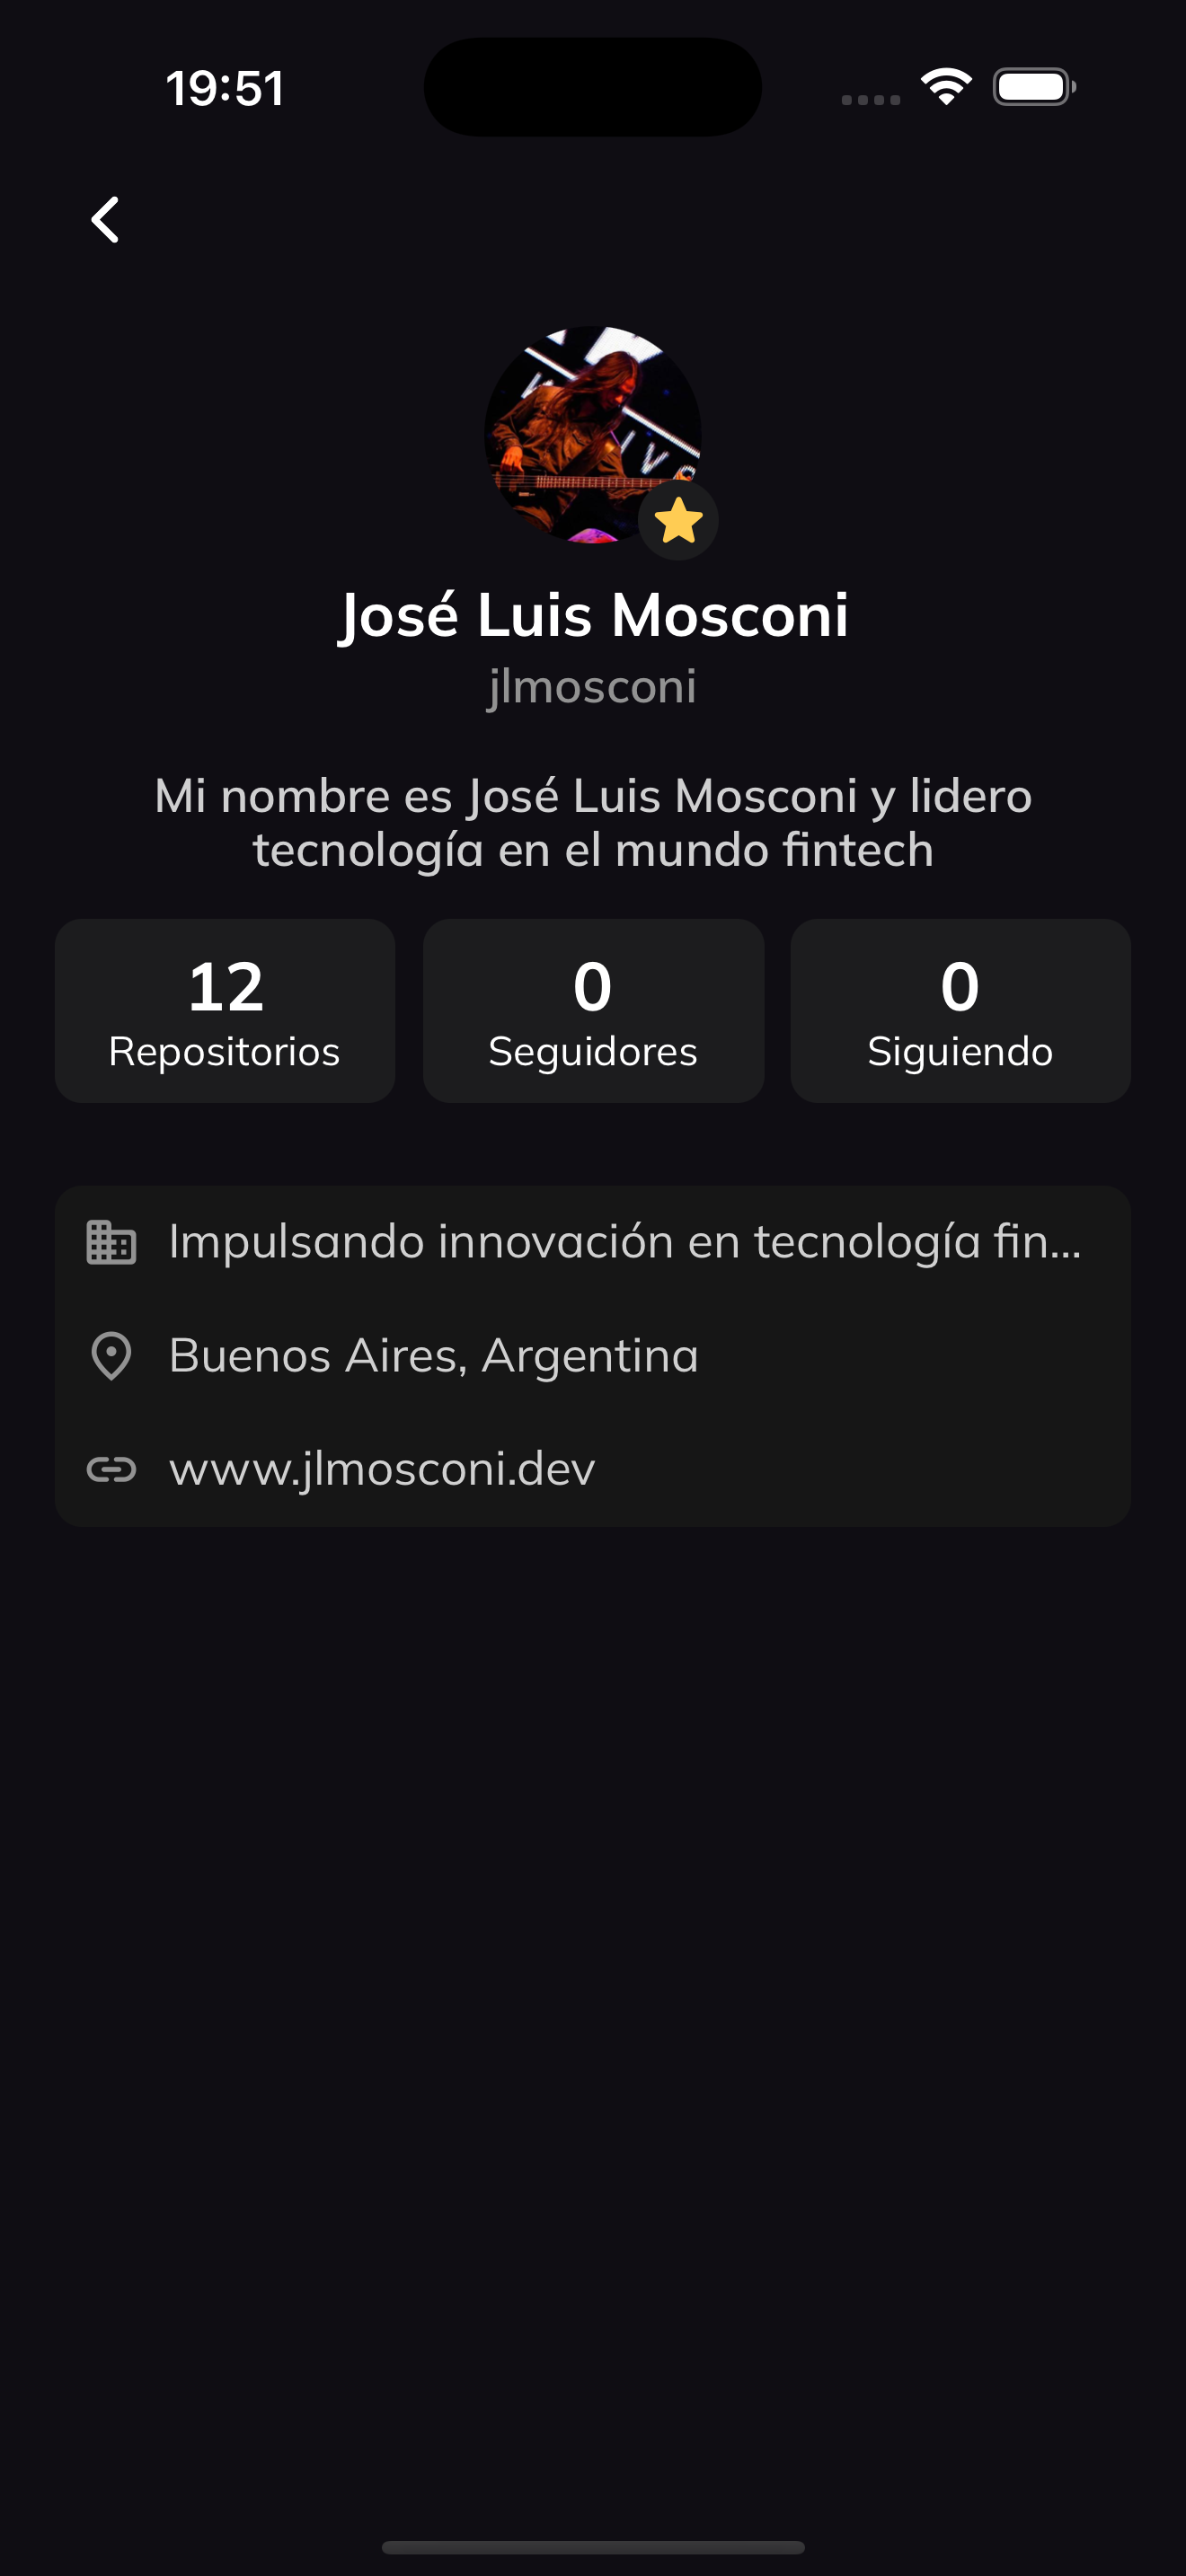 19:51
José Luis Mosconi
jlmosconi
Mi nombre es José Luis Mosconi y lidero
tecnología en el mundo fintech
12
Repositorios
0
Seguidores
0
Siguiendo
Impulsando innovación en tecnología fin...
Buenos Aires, Argentina
www.jlmosconi.dev